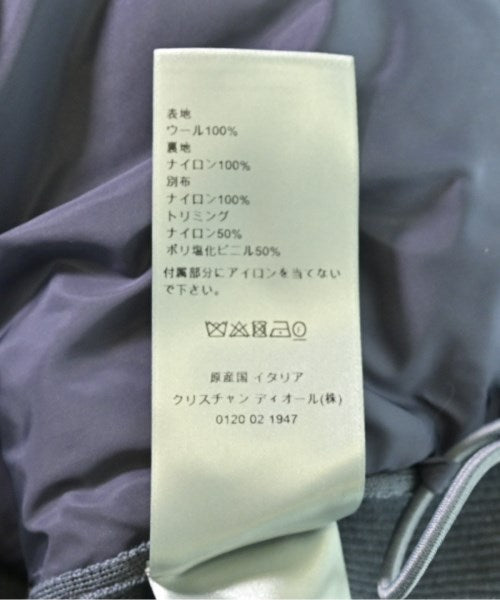 表地
ウール100%
裏地
ナイロン100%
別布
ナイロン100%
トリミング
ナイロン50%
ポリ塩化ビニル50%
付属部分にアイロンを当てない
で下さい。
原産国 イタリア
クリスチャン ディオール(株)
0120 02 1947